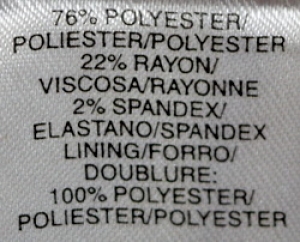 76% POLYESTER/
POLIESTER/POLYESTER
22% RAYON/
VISCOSA/RAYONNE
2% SPANDEX/
ELASTANO/SPANDEX
LINING/FORRO/
DOUBLURE:
100% POLYESTER/
POLIESTER/POLYESTER